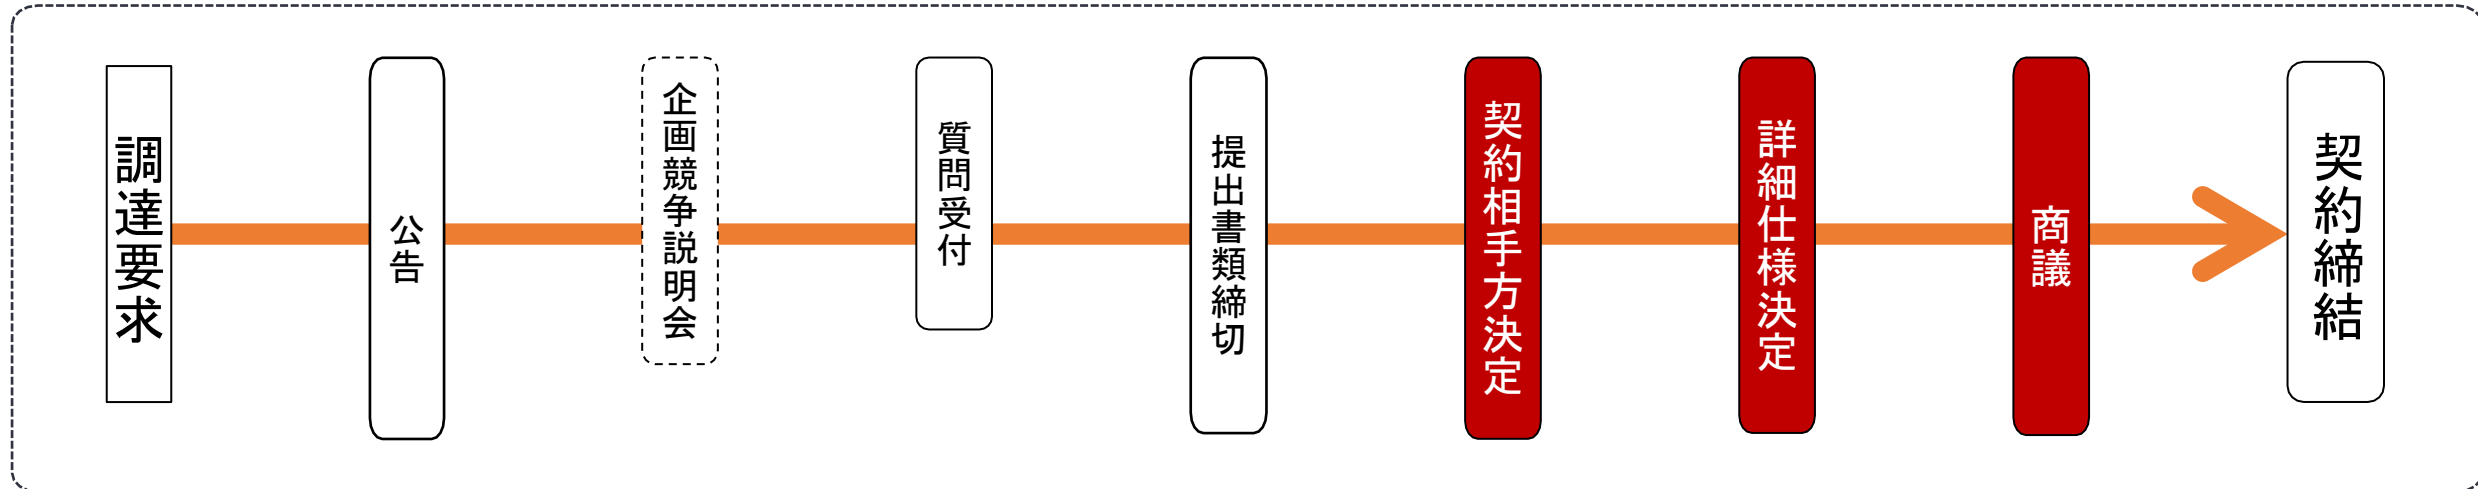 調達要求
公告
企画競争説明会
質問受付
提出書類締切
契約相手方決定
詳細仕様決定
商議
契約締結